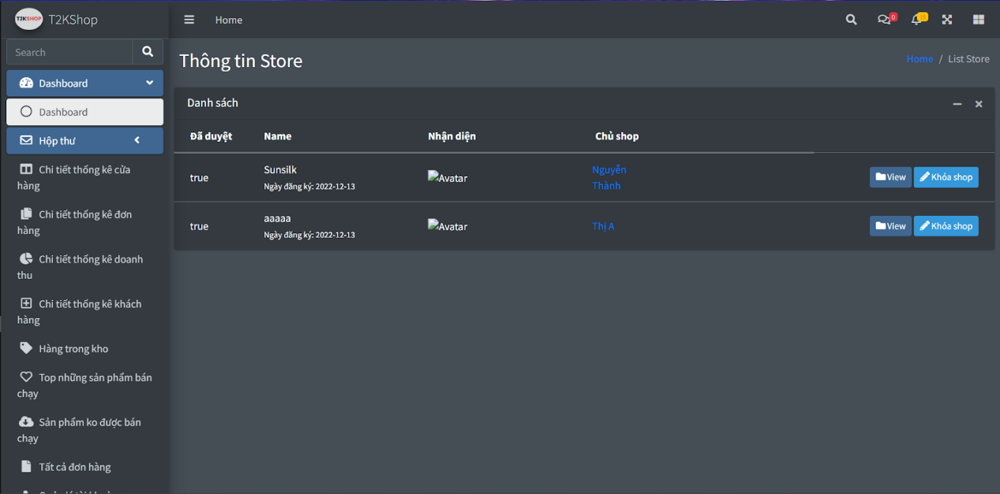 T2KSHOP T2KShop
Home
0
15
Search
Thông tin Store
Home / List Store
Dashboard
Dashboard
Hộp thư
Chi tiết thống kê cửa
hàng
Chi tiết thống kê đơn
hàng
Chi tiết thống kê doanh
thu
Chi tiết thống kê khách
hàng
Hàng trong kho
Top những sản phẩm bán
chạy
Sản phẩm ko được bán
chạy
Tất cả đơn hàng
Danh sách
Đã duyệt Name Nhận diện Chủ shop
true
Sunsilk
Ngày đăng ký: 2022-12-13
Avatar
Nguyễn
Thành
View Khóa shop
true
aaaaa
Ngày đăng ký: 2022-12-13
Avatar
Thị A
View Khóa shop